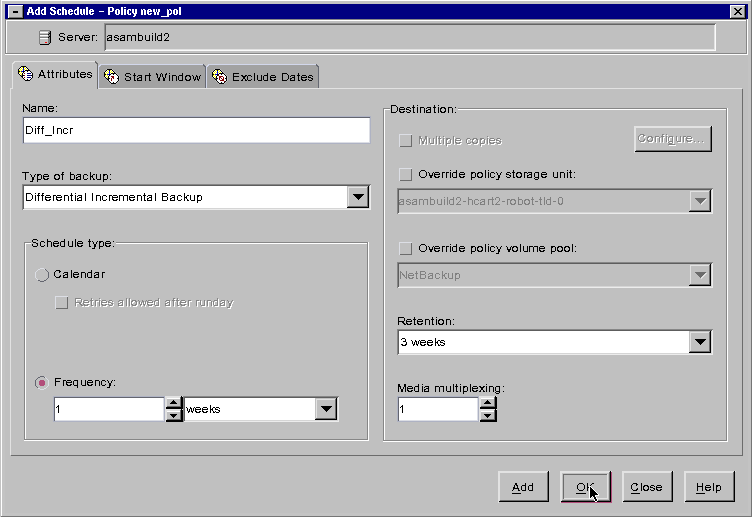 Add Schedule - Policy new_pol
Server: asambuild2
Attributes Start Window Exclude Dates
Name:
Diff_Incr
Type of backup:
Differential Incremental Backup
Schedule type:
Calendar
Retries allowed after runday
Frequency:
1 weeks
Destination:
Multiple copies Configure...
Override policy storage unit:
asambuild2-hcart2-robot-tld-0
Override policy volume pool:
NetBackup
Retention:
3 weeks
Media multiplexing:
1
Add OK Close Help